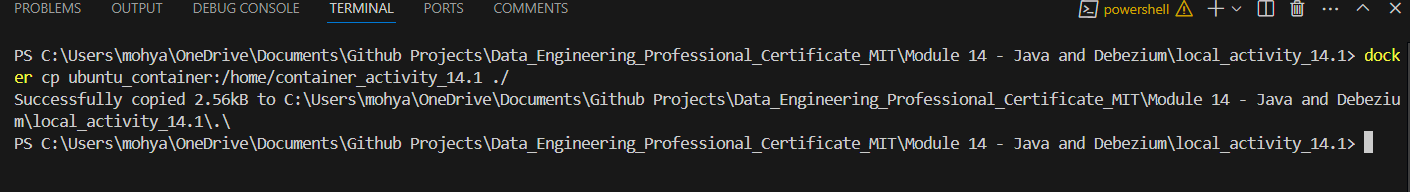 PROBLEMS OUTPUT DEBUG CONSOLE TERMINAL PORTS COMMENTS powershell
PS C:\Users\mohya\OneDrive\Documents\Github Projects\Data_Engineering_Professional_Certificate_MIT\Module 14 - Java and Debezium\local_activity_14.1> dock
er cp ubuntu_container:/home/container_activity_14.1 ./
Successfully copied 2.56kB to C:\Users\mohya\OneDrive\Documents\Github Projects\Data_Engineering_Professional_Certificate_MIT\Module 14 - Java and Debeziu
m\local_activity_14.1\.\
PS C:\Users\mohya\OneDrive\Documents\Github Projects\Data_Engineering_Professional_Certificate_MIT\Module 14 - Java and Debezium\local_activity_14.1>